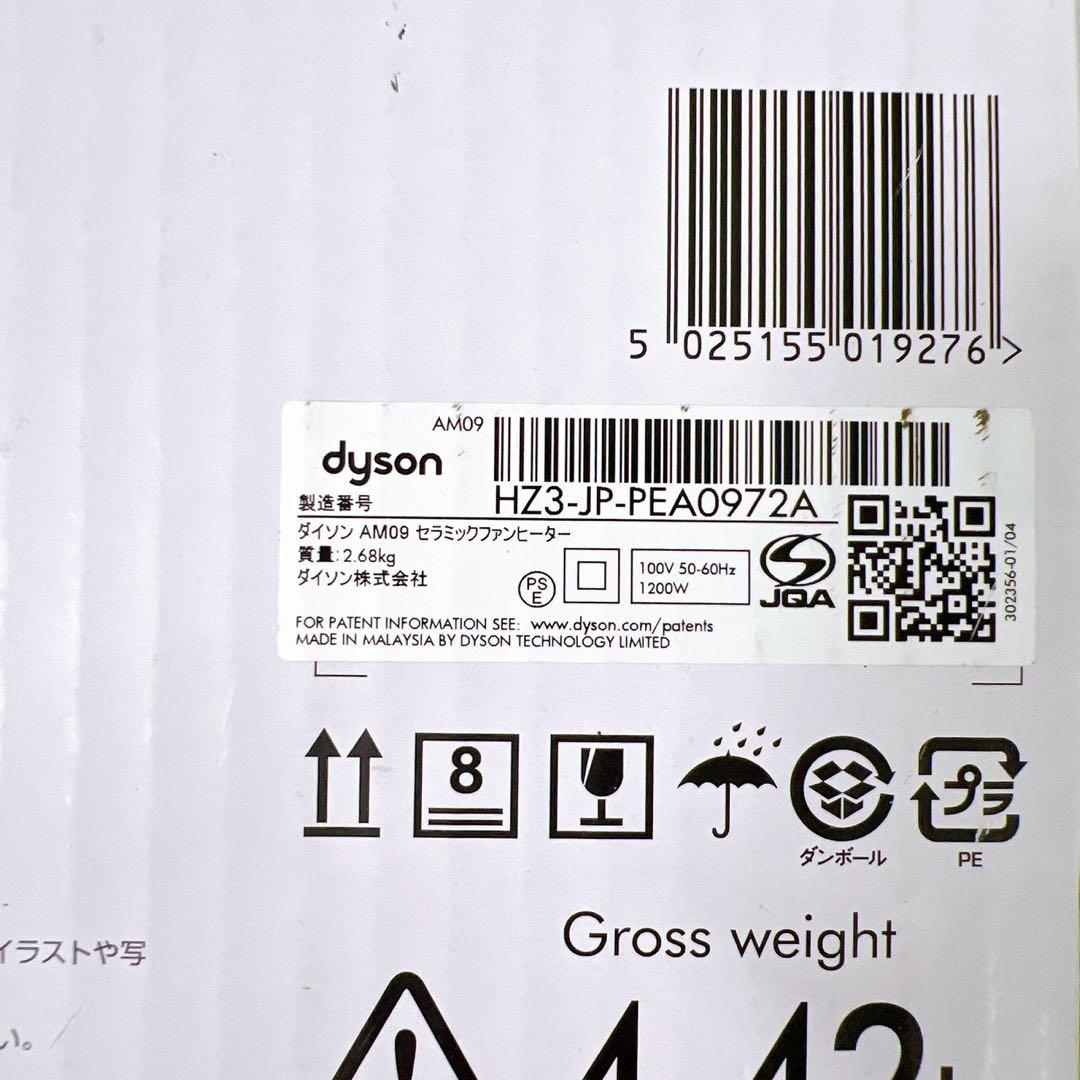 5 025155 019276 >
AM09
dyson
製造番号 HZ3-JP-PEA0972A
ダイソン AM09 セラミックファンヒーター
質量:2.68kg
ダイソン株式会社
PS
E
100V 50-60Hz
1200W
JQA
302356-01/04
FOR PATENT INFORMATION SEE: www.dyson.com/patents
MADE IN MALAYSIA BY DYSON TECHNOLOGY LIMITED
8
プラ
ダンボール
PE
Gross weight
イラストや写
い。